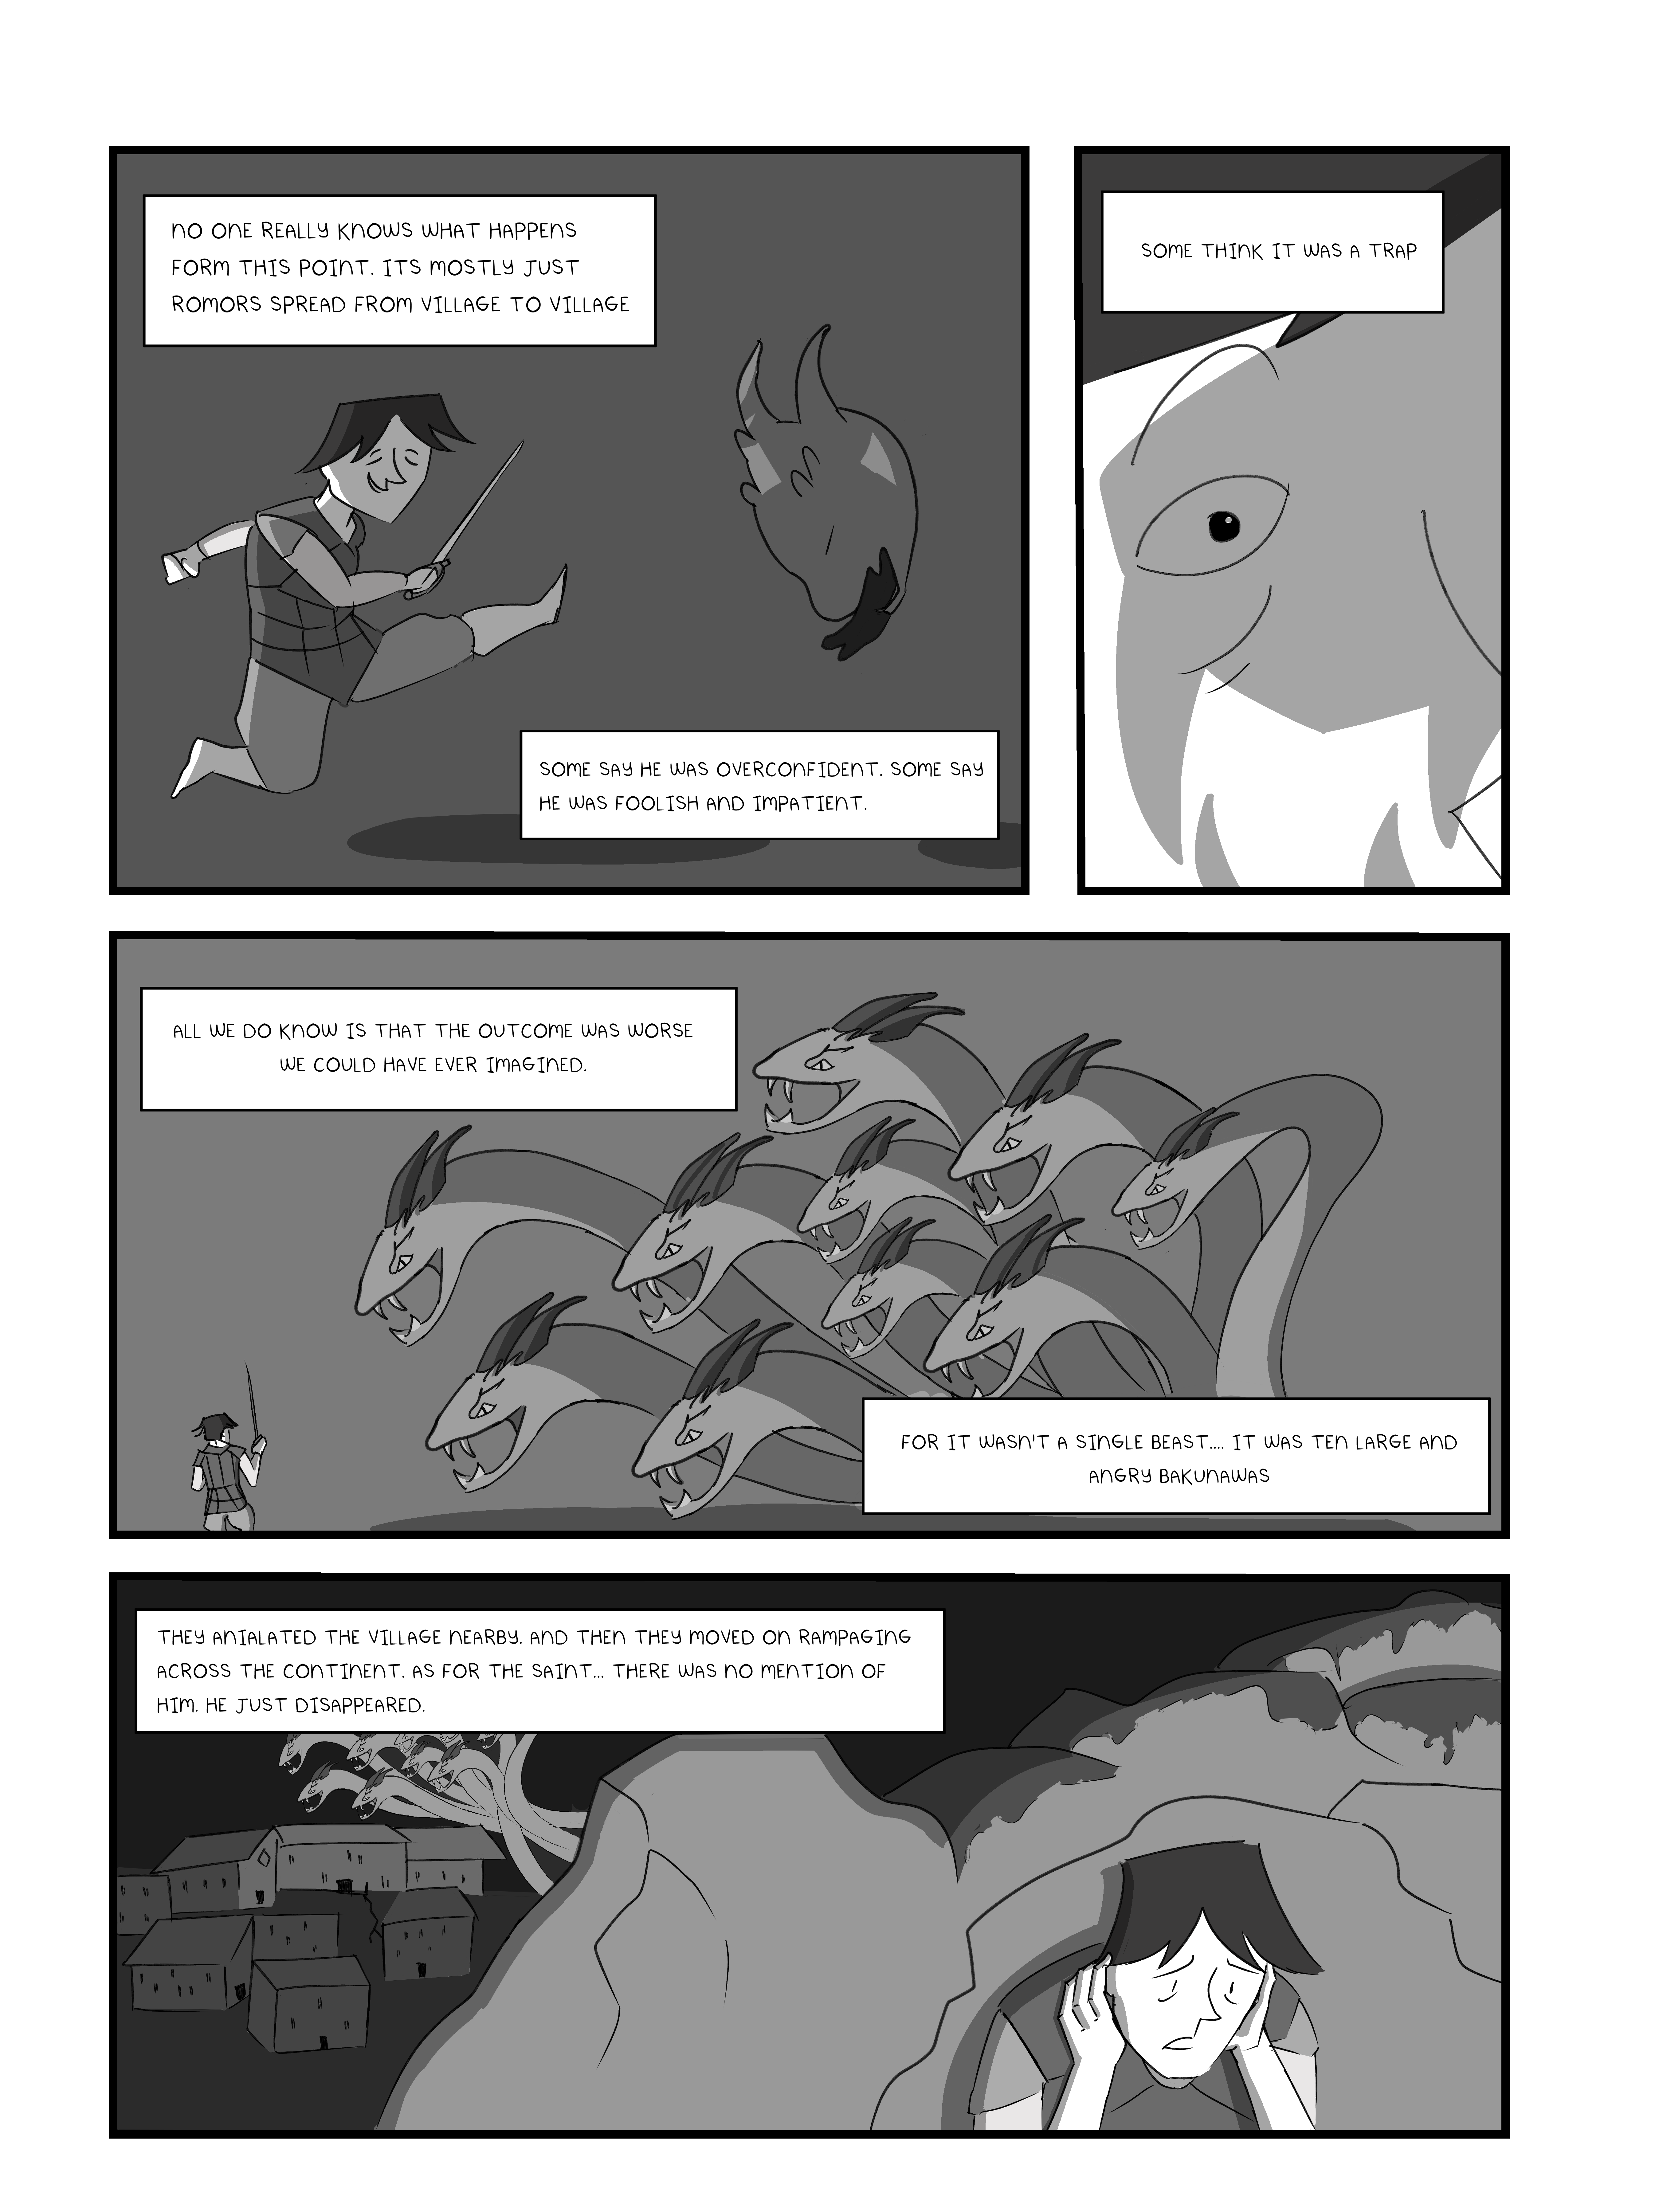 NO ONE REALLY KNOWS WHAT HAPPENS
FORM THIS POINT. ITS MOSTLY JUST
ROMORS SPREAD FROM VILLAGE TO VILLAGE
SOME SAY HE WAS OVERCONFIDENT. SOME SAY
HE WAS FOOLISH AND IMPATIENT.
SOME THINK IT WAS A TRAP
ALL WE DO KNOW IS THAT THE OUTCOME WAS WORSE
WE COULD HAVE EVER IMAGINED.
FOR IT WASN'T A SINGLE BEAST.... IT WAS TEN LARGE AND
ANGRY BAKUNAWAS
THEY ANIALATED THE VILLAGE NEARBY. AND THEN THEY MOVED ON RAMPAGING
ACROSS THE CONTINENT. AS FOR THE SAINT... THERE WAS NO MENTION OF
HIM. HE JUST DISAPPEARED.